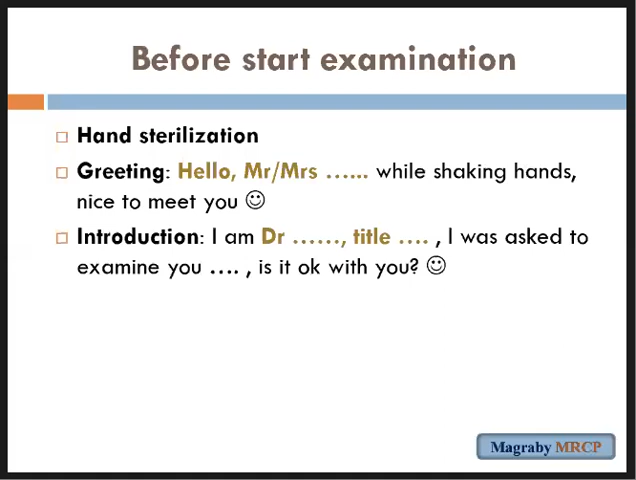 Before start examination
Hand sterilization
Greeting: Hello, Mr/Mrs …... while shaking hands,
nice to meet you ☺
Introduction: I am Dr ……, title …. , I was asked to
examine you …. , is it ok with you? ☺
Magraby MRCP